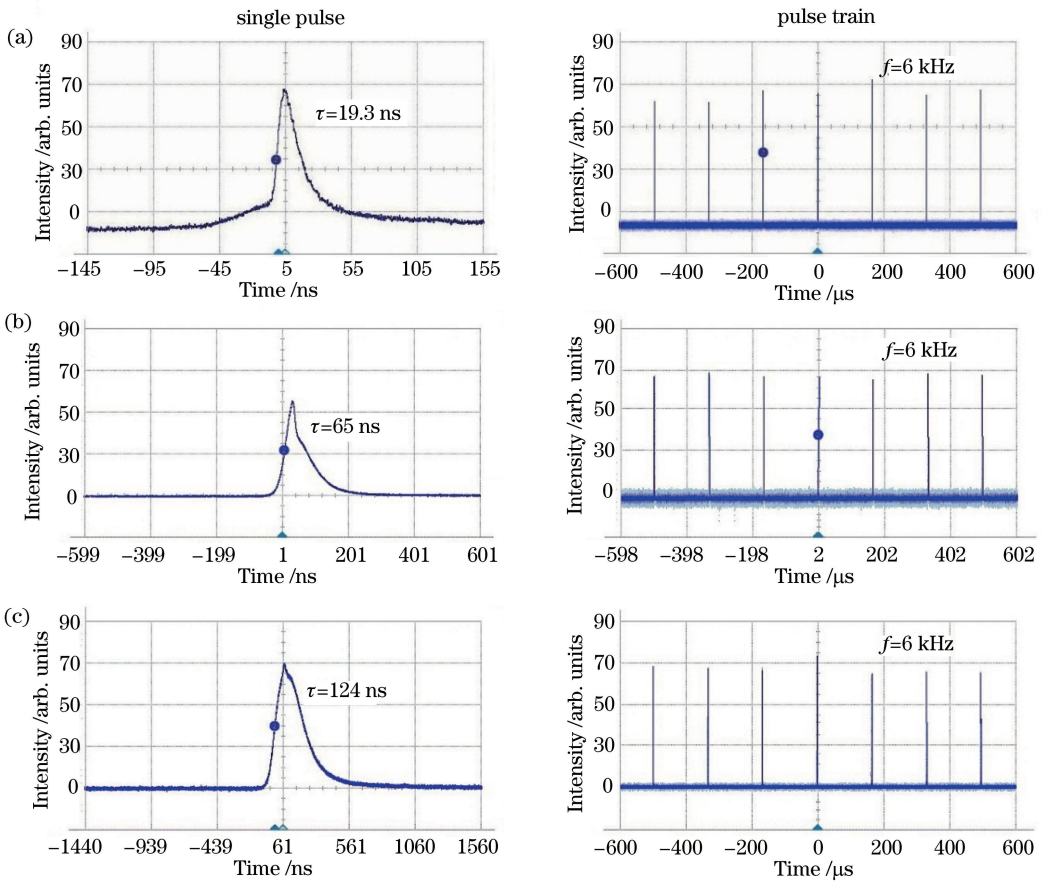 single pulse
pulse train
(a)
90
70
50
30
0
Intensity /arb. units
τ=19.3 ns
−145 −95 −45 5 55 105 155
Time /ns
90
70
50
30
0
Intensity /arb. units
f=6 kHz
−600 −400 −200 0 200 400 600
Time /μs
(b)
90
70
50
30
0
Intensity /arb. units
τ=65 ns
−599 −399 −199 1 201 401 601
Time /ns
90
70
50
30
0
Intensity /arb. units
f=6 kHz
−598 −398 −198 2 202 402 602
Time /μs
(c)
90
70
50
30
0
Intensity /arb. units
τ=124 ns
−1440 −939 −439 61 561 1060 1560
Time /ns
90
70
50
30
0
Intensity /arb. units
f=6 kHz
−600 −400 −200 0 200 400 600
Time /μs